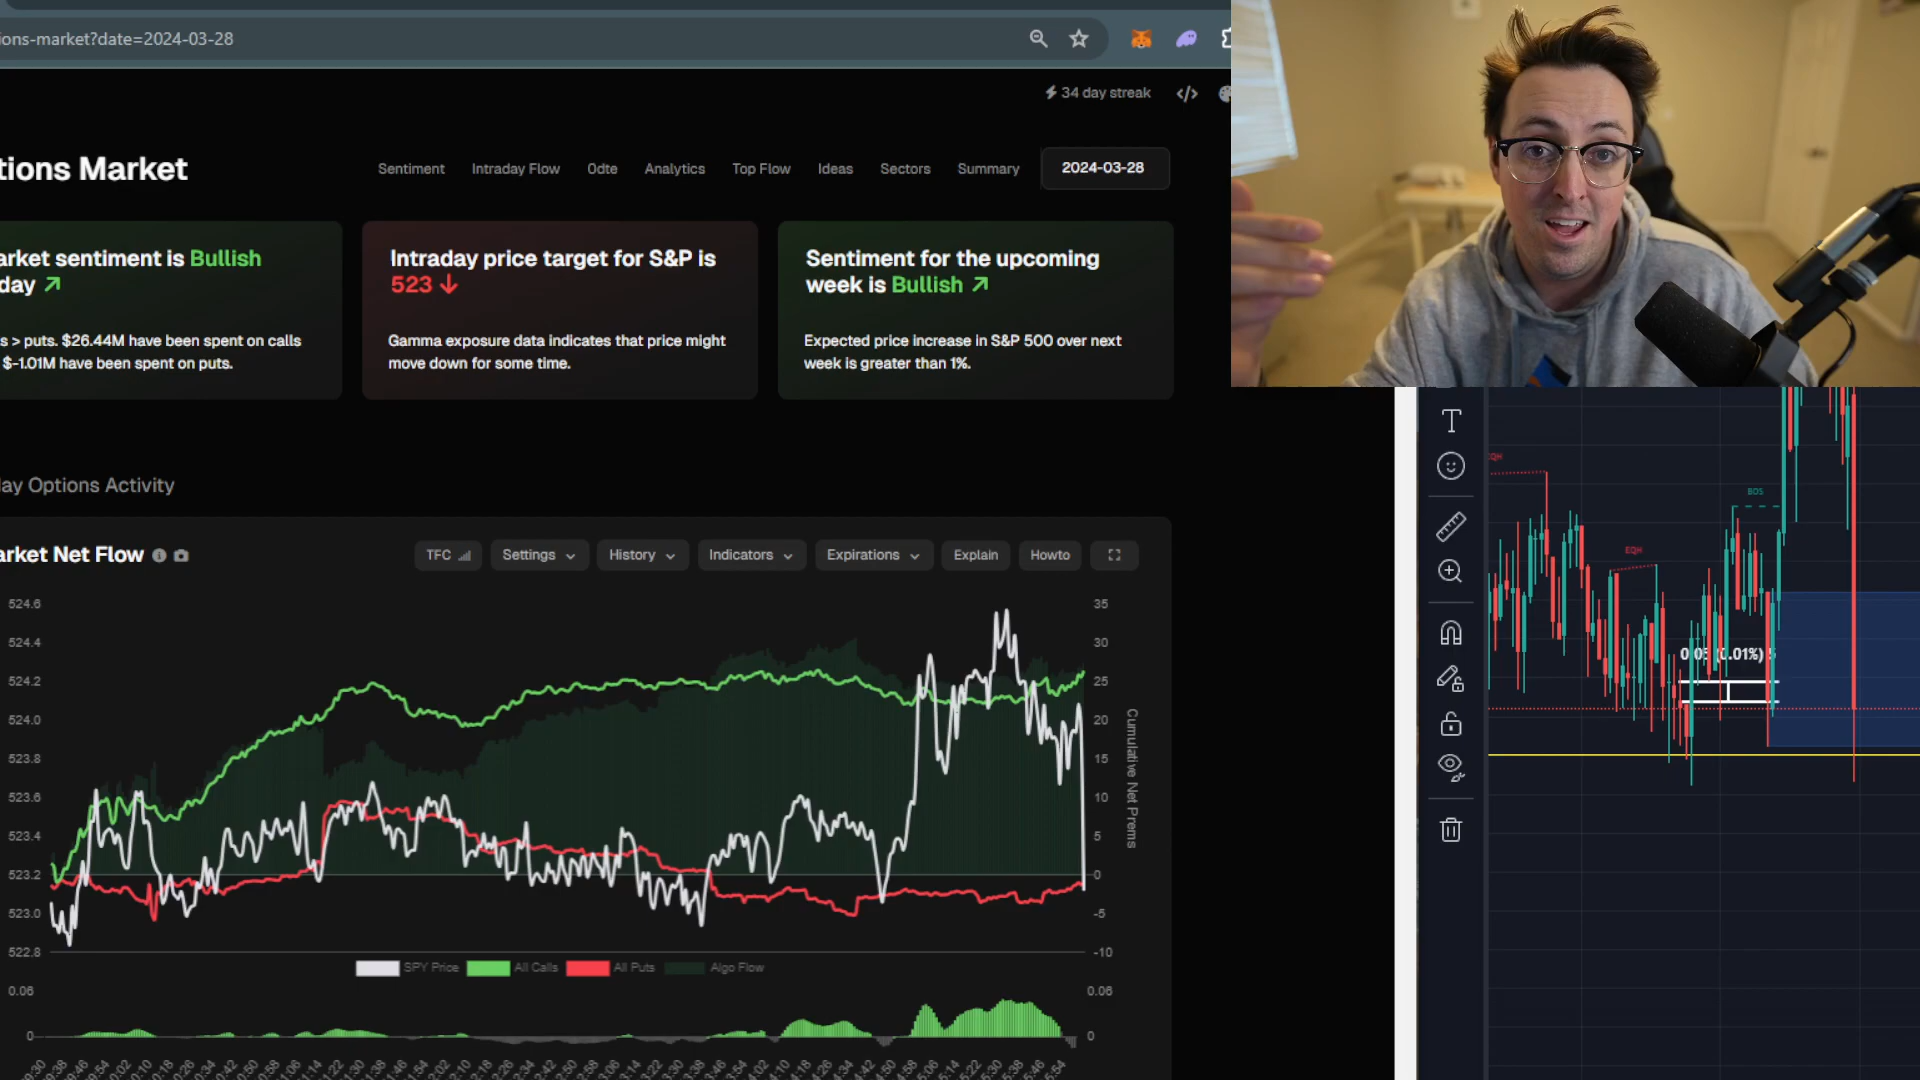 ions-market?date=2024-03-28
34 day streak
tions Market
Sentiment Intraday Flow 0dte Analytics Top Flow Ideas Sectors Summary 2024-03-28
arket sentiment is Bullish
day
s > puts. $26.44M have been spent on calls
$-1.01M have been spent on puts.
Intraday price target for S&P is
523
Gamma exposure data indicates that price might
move down for some time.
Sentiment for the upcoming
week is Bullish
Expected price increase in S&P 500 over next
week is greater than 1%.
ay Options Activity
arket Net Flow
TFC Settings History Indicators Expirations Explain Howto
524.6
524.4
524.2
524.0
523.8
523.6
523.4
523.2
523.0
522.8
35
30
25
20
15
10
5
0
-5
-10
Cumulative Net Prems
SPY Price All Calls All Puts Algo Flow
0.06
0
0.06
0
EQH
BOS
T